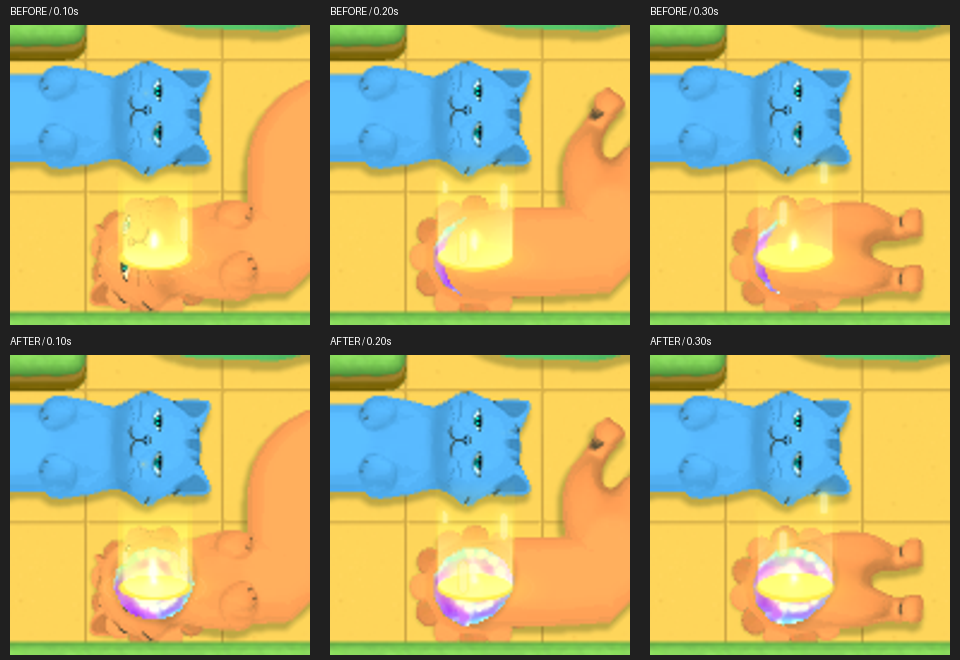 BEFORE / 0.10s
BEFORE / 0.20s
BEFORE / 0.30s
AFTER / 0.10s
AFTER / 0.20s
AFTER / 0.30s